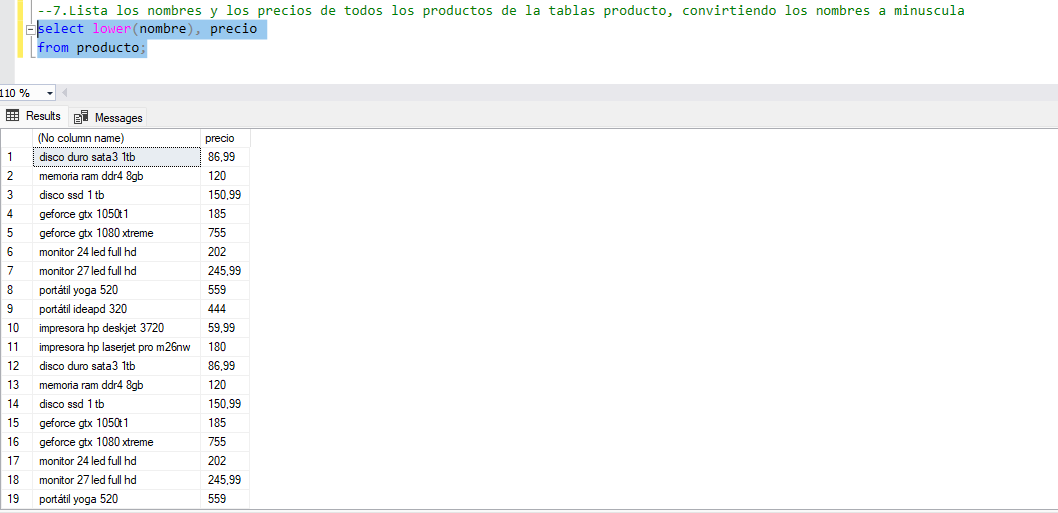 --7.Lista los nombres y los precios de todos los productos de la tablas producto, convirtiendo los nombres a minuscula
select lower(nombre), precio
from producto;
110 %
Results Messages
(No column name) precio
1 disco duro sata3 1tb 86,99
2 memoria ram ddr4 8gb 120
3 disco ssd 1 tb 150,99
4 geforce gtx 1050t1 185
5 geforce gtx 1080 xtreme 755
6 monitor 24 led full hd 202
7 monitor 27 led full hd 245,99
8 portátil yoga 520 559
9 portátil ideapd 320 444
10 impresora hp deskjet 3720 59,99
11 impresora hp laserjet pro m26nw 180
12 disco duro sata3 1tb 86,99
13 memoria ram ddr4 8gb 120
14 disco ssd 1 tb 150,99
15 geforce gtx 1050t1 185
16 geforce gtx 1080 xtreme 755
17 monitor 24 led full hd 202
18 monitor 27 led full hd 245,99
19 portátil yoga 520 559